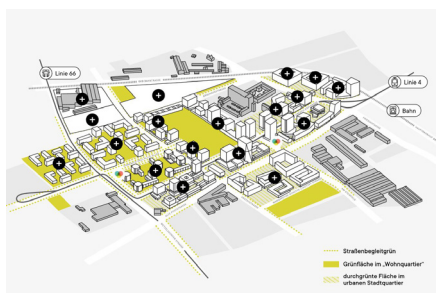 Linie 66
Linie 4
Bahn
Straßenbegleitgrün
Grünfläche im „Wohnquartier"
durchgrünte Fläche im
urbanen Stadtquartier